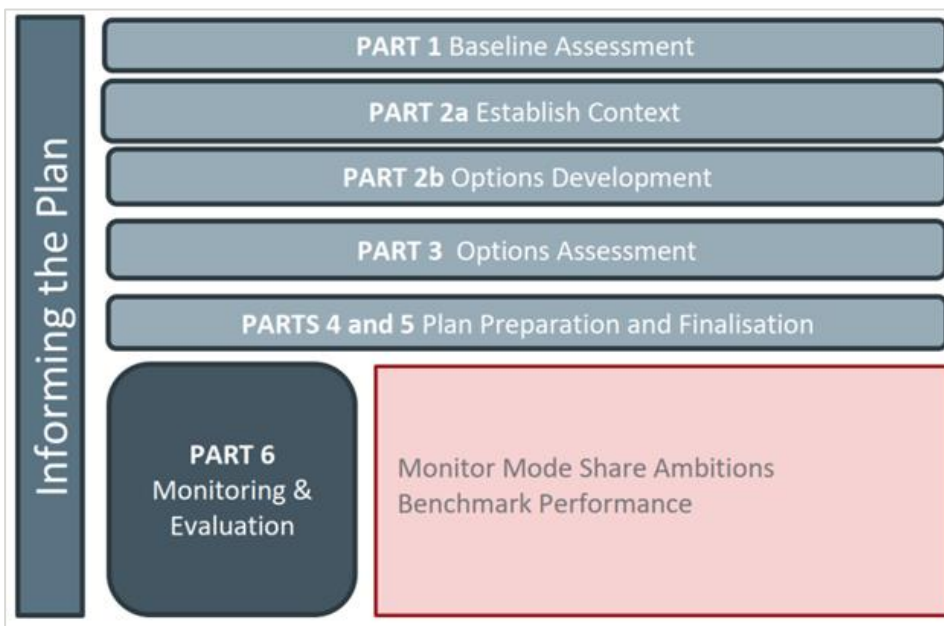 Informing the Plan
PART 1 Baseline Assessment
PART 2a Establish Context
PART 2b Options Development
PART 3 Options Assessment
PARTS 4 and 5 Plan Preparation and Finalisation
PART 6
Monitoring &
Evaluation
Monitor Mode Share Ambitions
Benchmark Performance